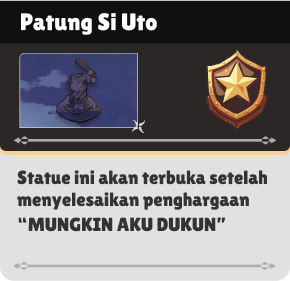 Patung Si Uto
Statue ini akan terbuka setelah
menyelesaikan penghargaan
“MUNGKIN AKU DUKUN”